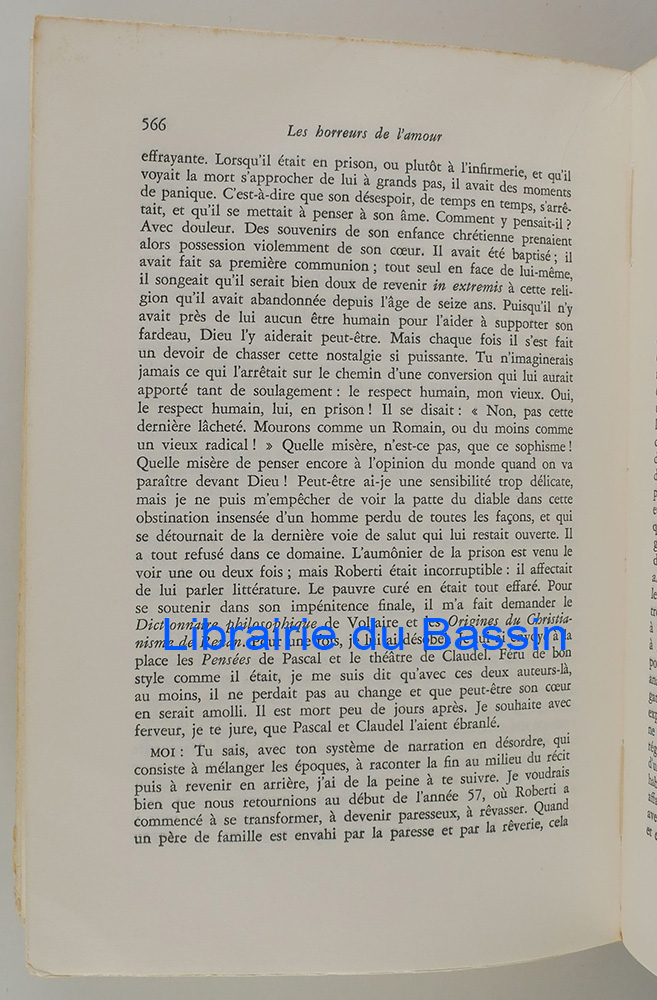 566
Les horreurs de l'amour
effrayante. Lorsqu'il était en prison, ou plutôt à l'infirmerie, et qu'il
voyait la mort s'approcher de lui à grands pas, il avait des moments
de panique. C'est-à-dire que son désespoir, de temps en temps, s'arrê-
tait, et qu'il se mettait à penser à son âme. Comment y pensait-il ?
Avec douleur. Des souvenirs de son enfance chrétienne prenaient
alors possession violemment de son cœur. Il avait été baptisé ; il
avait fait sa première communion ; tout seul en face de lui-même,
il songeait qu'il serait bien doux de revenir in extremis à cette reli-
gion qu'il avait abandonnée depuis l'âge de seize ans. Puisqu'il n'y
avait près de lui aucun être humain pour l'aider à supporter son
fardeau, Dieu l'y aiderait peut-être. Mais chaque fois il s'est fait
un devoir de chasser cette nostalgie si puissante. Tu n'imaginerais
jamais ce qui l'arrêtait sur le chemin d'une conversion qui lui aurait
apporté tant de soulagement : le respect humain, mon vieux. Oui,
le respect humain, lui, en prison ! Il se disait : « Non, pas cette
dernière lâcheté. Mourons comme un Romain, ou du moins comme
un vieux radical ! » Quelle misère, n'est-ce pas, que ce sophisme !
Quelle misère de penser encore à l'opinion du monde quand on va
paraître devant Dieu ! Peut-être ai-je une sensibilité trop délicate,
mais je ne puis m'empêcher de voir la patte du diable dans cette
obstination insensée d'un homme perdu de toutes les façons, et qui
se détournait de la dernière voie de salut qui lui restait ouverte. Il
a tout refusé dans ce domaine. L'aumônier de la prison est venu le
voir une ou deux fois ; mais Roberti était incorruptible : il affectait
de lui parler littérature. Le pauvre curé en était tout effaré. Pour
se soutenir dans son impénitence finale, il m'a fait demander le
Dictionnaire philosophique de Voltaire et les Origines du Christia-
nisme de Renan. Pour une fois, je lui ai désobéi. Je lui ai envoyé à la
Librairie du Bassin
place les Pensées de Pascal et le théâtre de Claudel. Féru de bon
style comme il était, je me suis dit qu'avec ces deux auteurs-là,
au moins, il ne perdait pas au change et que peut-être son cœur
en serait amolli. Il est mort peu de jours après. Je souhaite avec
ferveur, je te jure, que Pascal et Claudel l'aient ébranlé.
MOI : Tu sais, avec ton système de narration en désordre, qui
consiste à mélanger les époques, à raconter la fin au milieu du récit
puis à revenir en arrière, j'ai de la peine à te suivre. Je voudrais
bien que nous retournions au début de l'année 57, où Roberti a
commencé à se transformer, à devenir paresseux, à rêvasser. Quand
un père de famille est envahi par la paresse et par la rêverie, cela